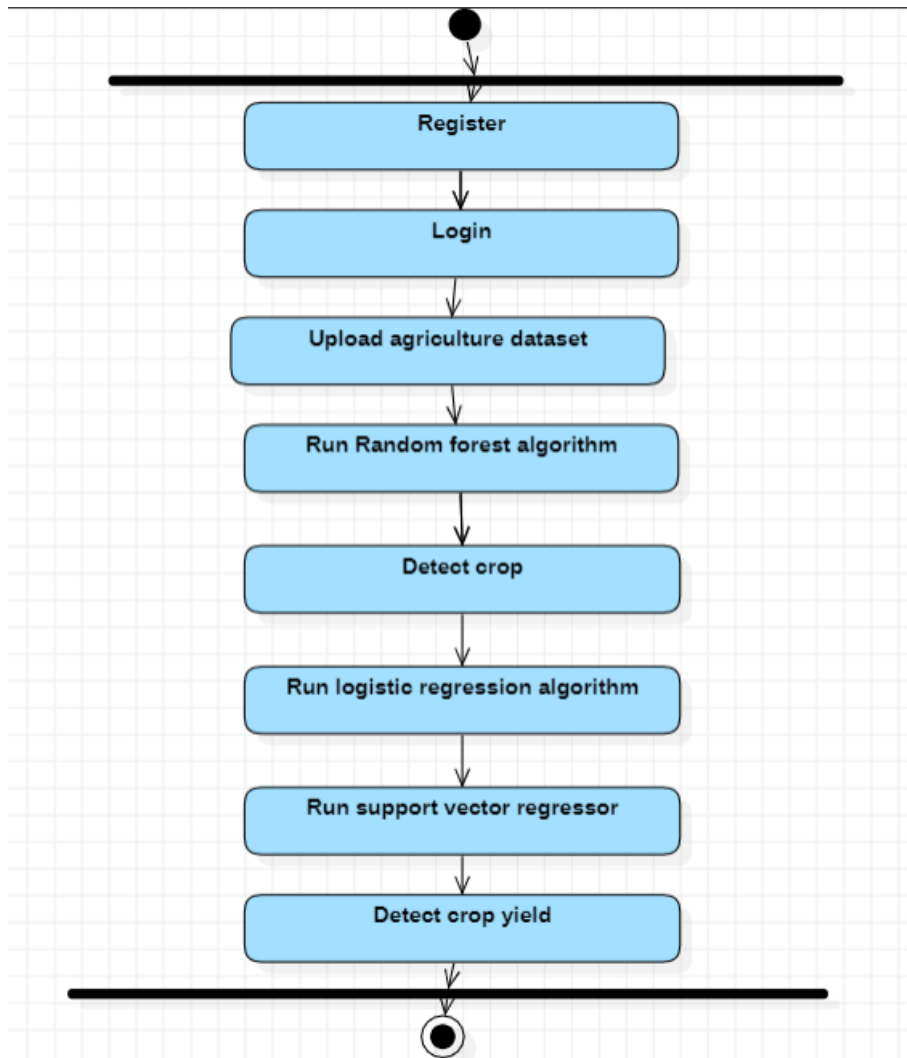 Register
Login
Upload agriculture dataset
Run Random forest algorithm
Detect crop
Run logistic regression algorithm
Run support vector regressor
Detect crop yield